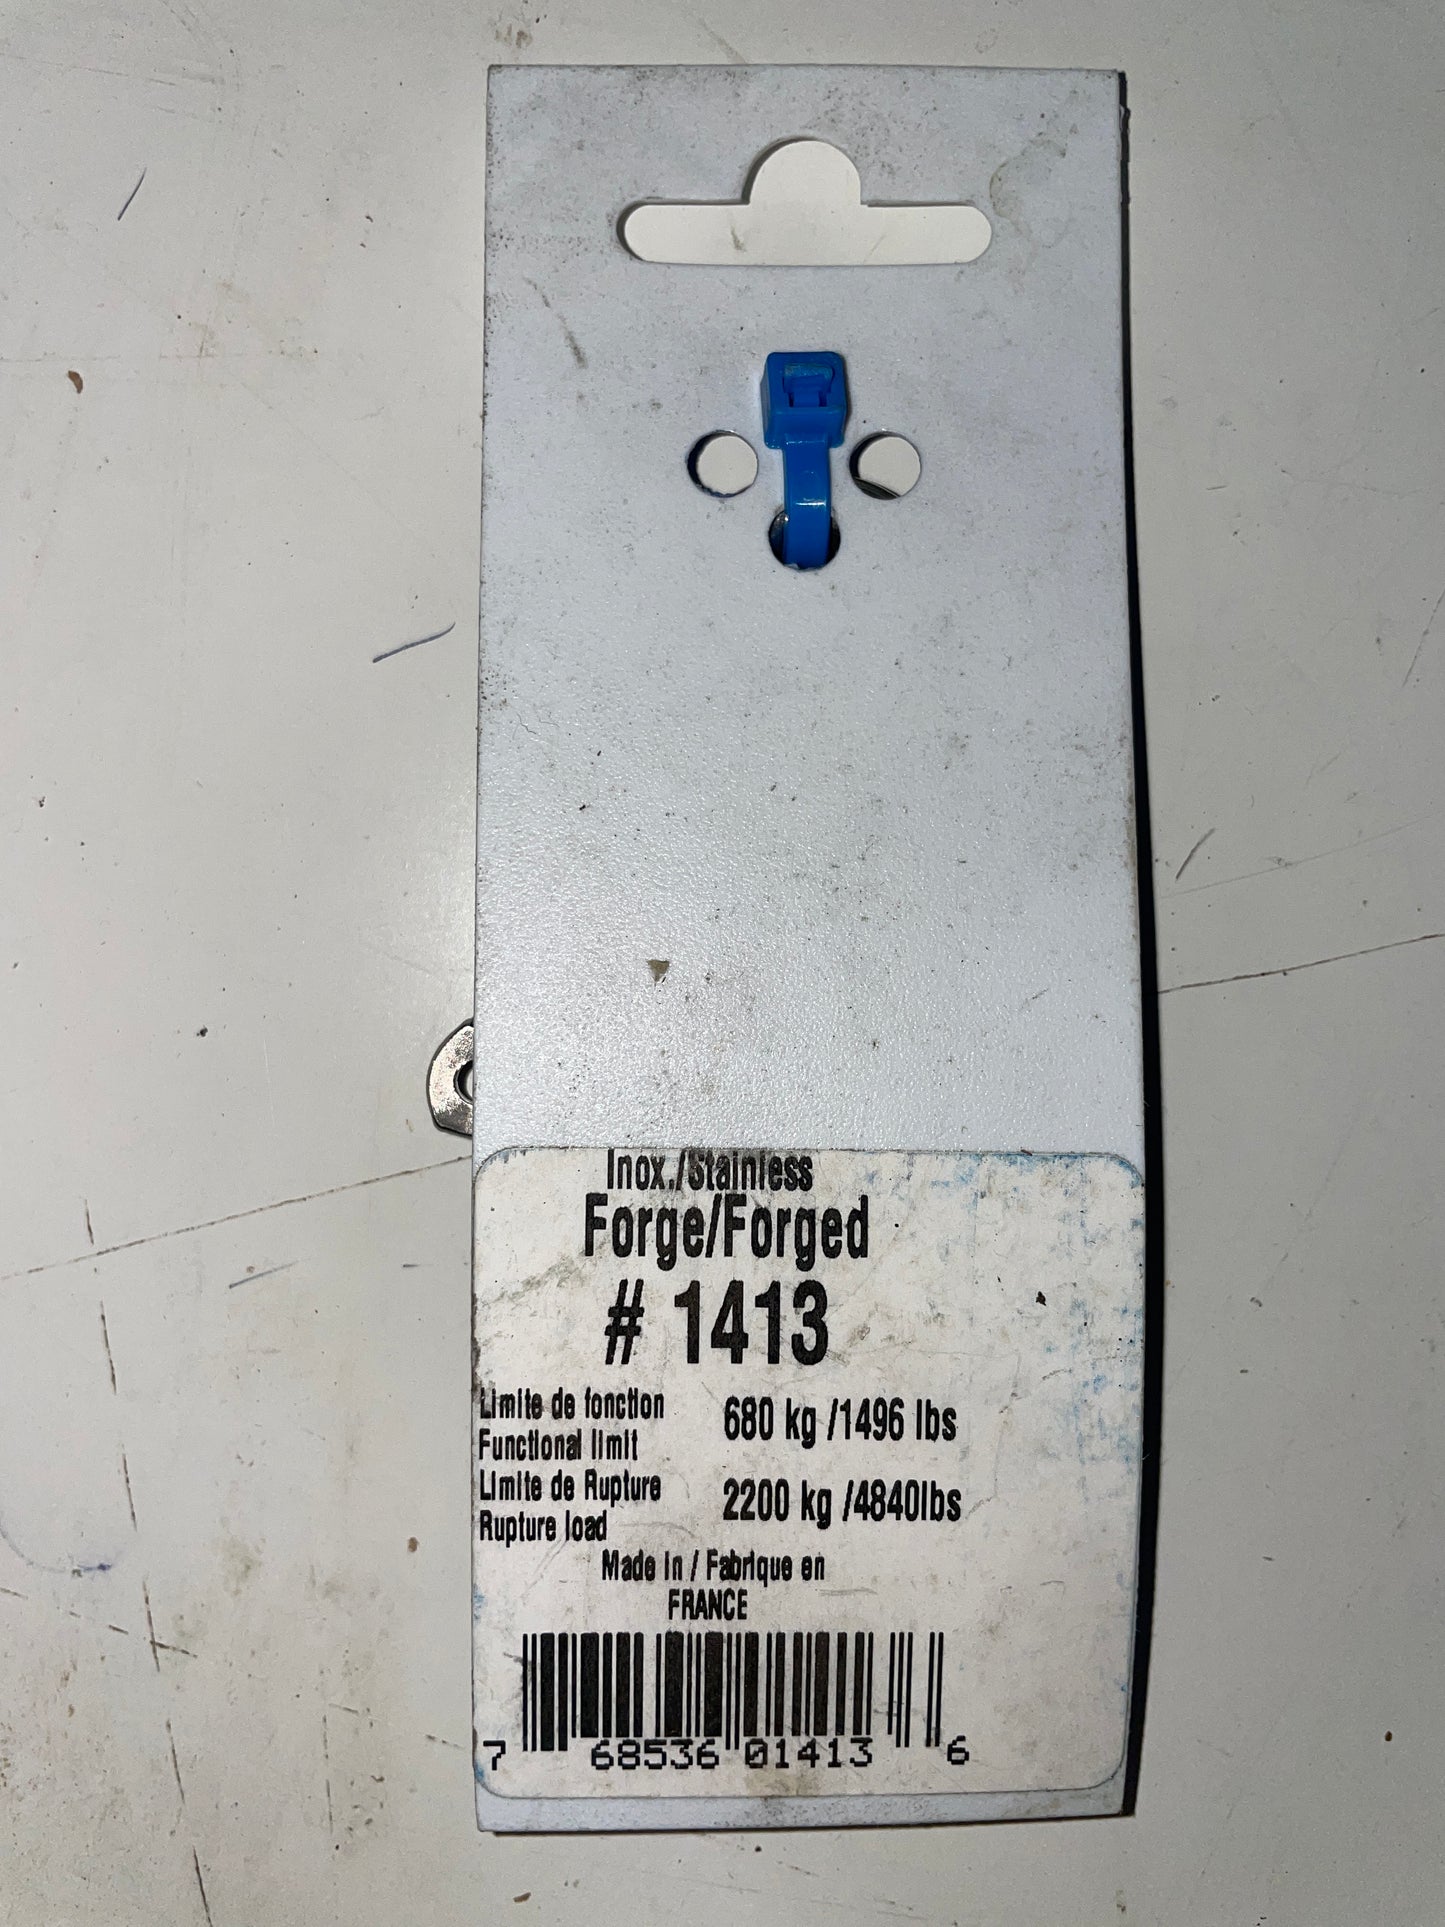 Inox./Stainless
Forge/Forged
# 1413
Limite de fonction
Functional limit
680 kg /1496 lbs
Limite de Rupture
Rupture load
2200 kg /4840lbs
Made in / Fabrique en
FRANCE
7 68536 01413 6